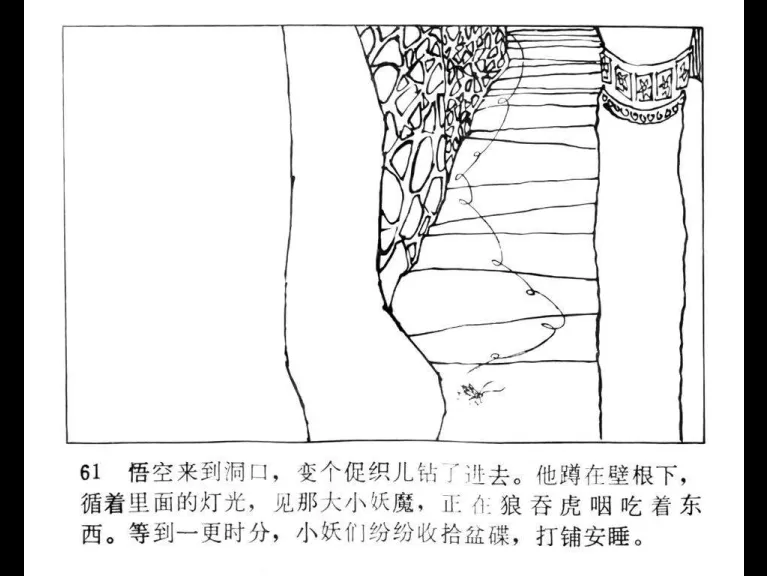 61 悟空来到洞口，变个促织儿钻了进去。他蹲在壁根下，
循着里面的灯光，见那大小妖魔，正在狼吞虎咽吃着东
西。等到一更时分，小妖们纷纷收拾盆碟，打铺安睡。